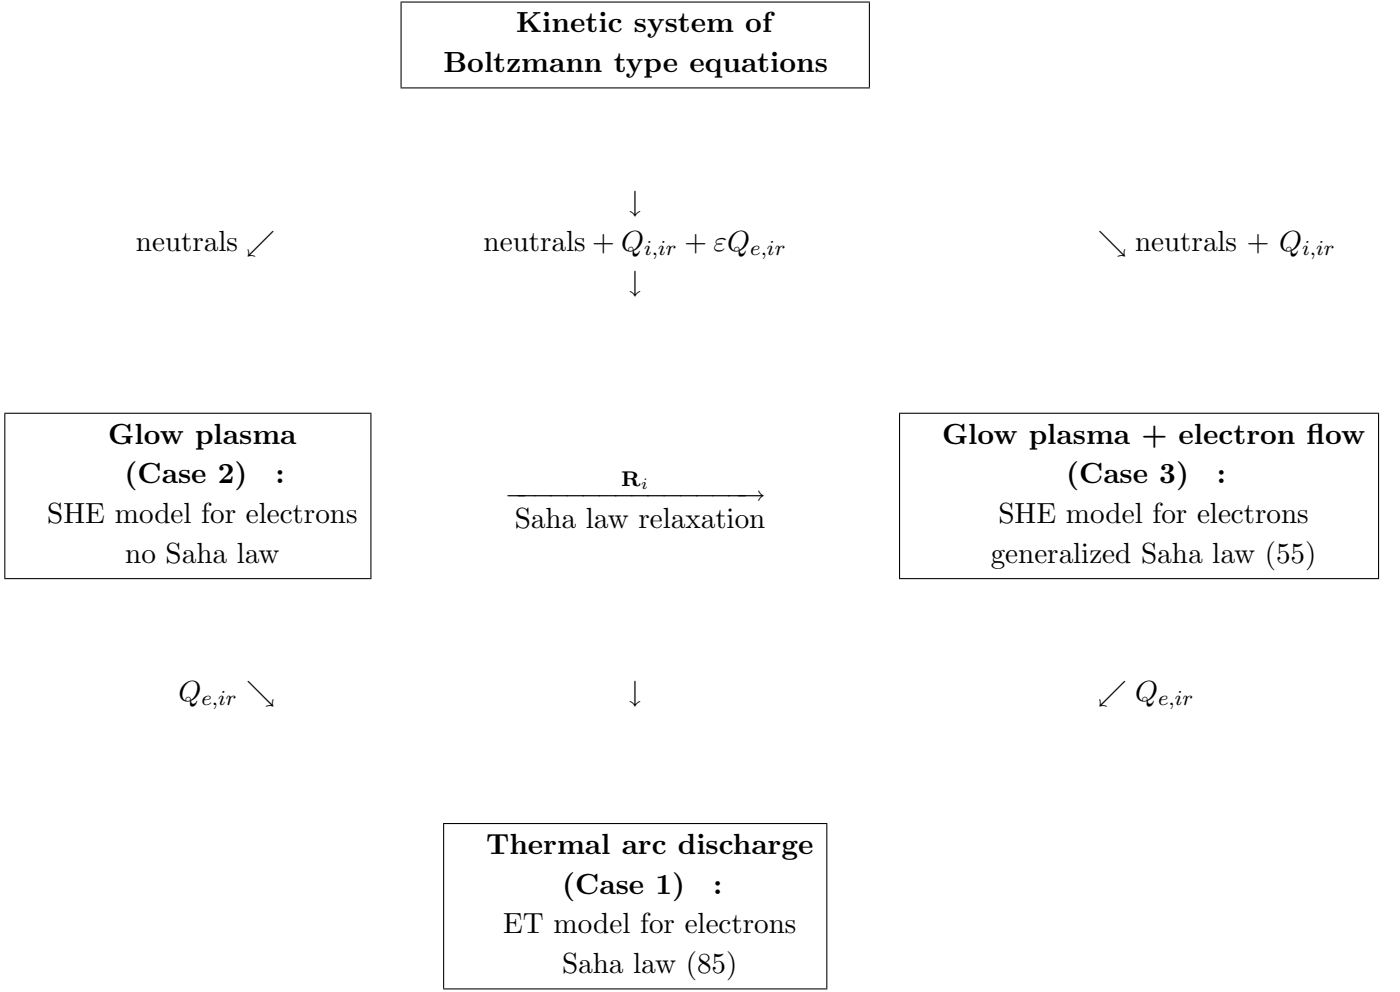 Kinetic system of
Boltzmann type equations
↓
neutrals ↙
neutrals + Q_{i,ir} + εQ_{e,ir}
↘ neutrals + Q_{i,ir}
↓
Glow plasma
(Case 2) :
SHE model for electrons
no Saha law
R_i
⟶
Saha law relaxation
Glow plasma + electron flow
(Case 3) :
SHE model for electrons
generalized Saha law (55)
Q_{e,ir} ↘
↓
↙ Q_{e,ir}
Thermal arc discharge
(Case 1) :
ET model for electrons
Saha law (85)